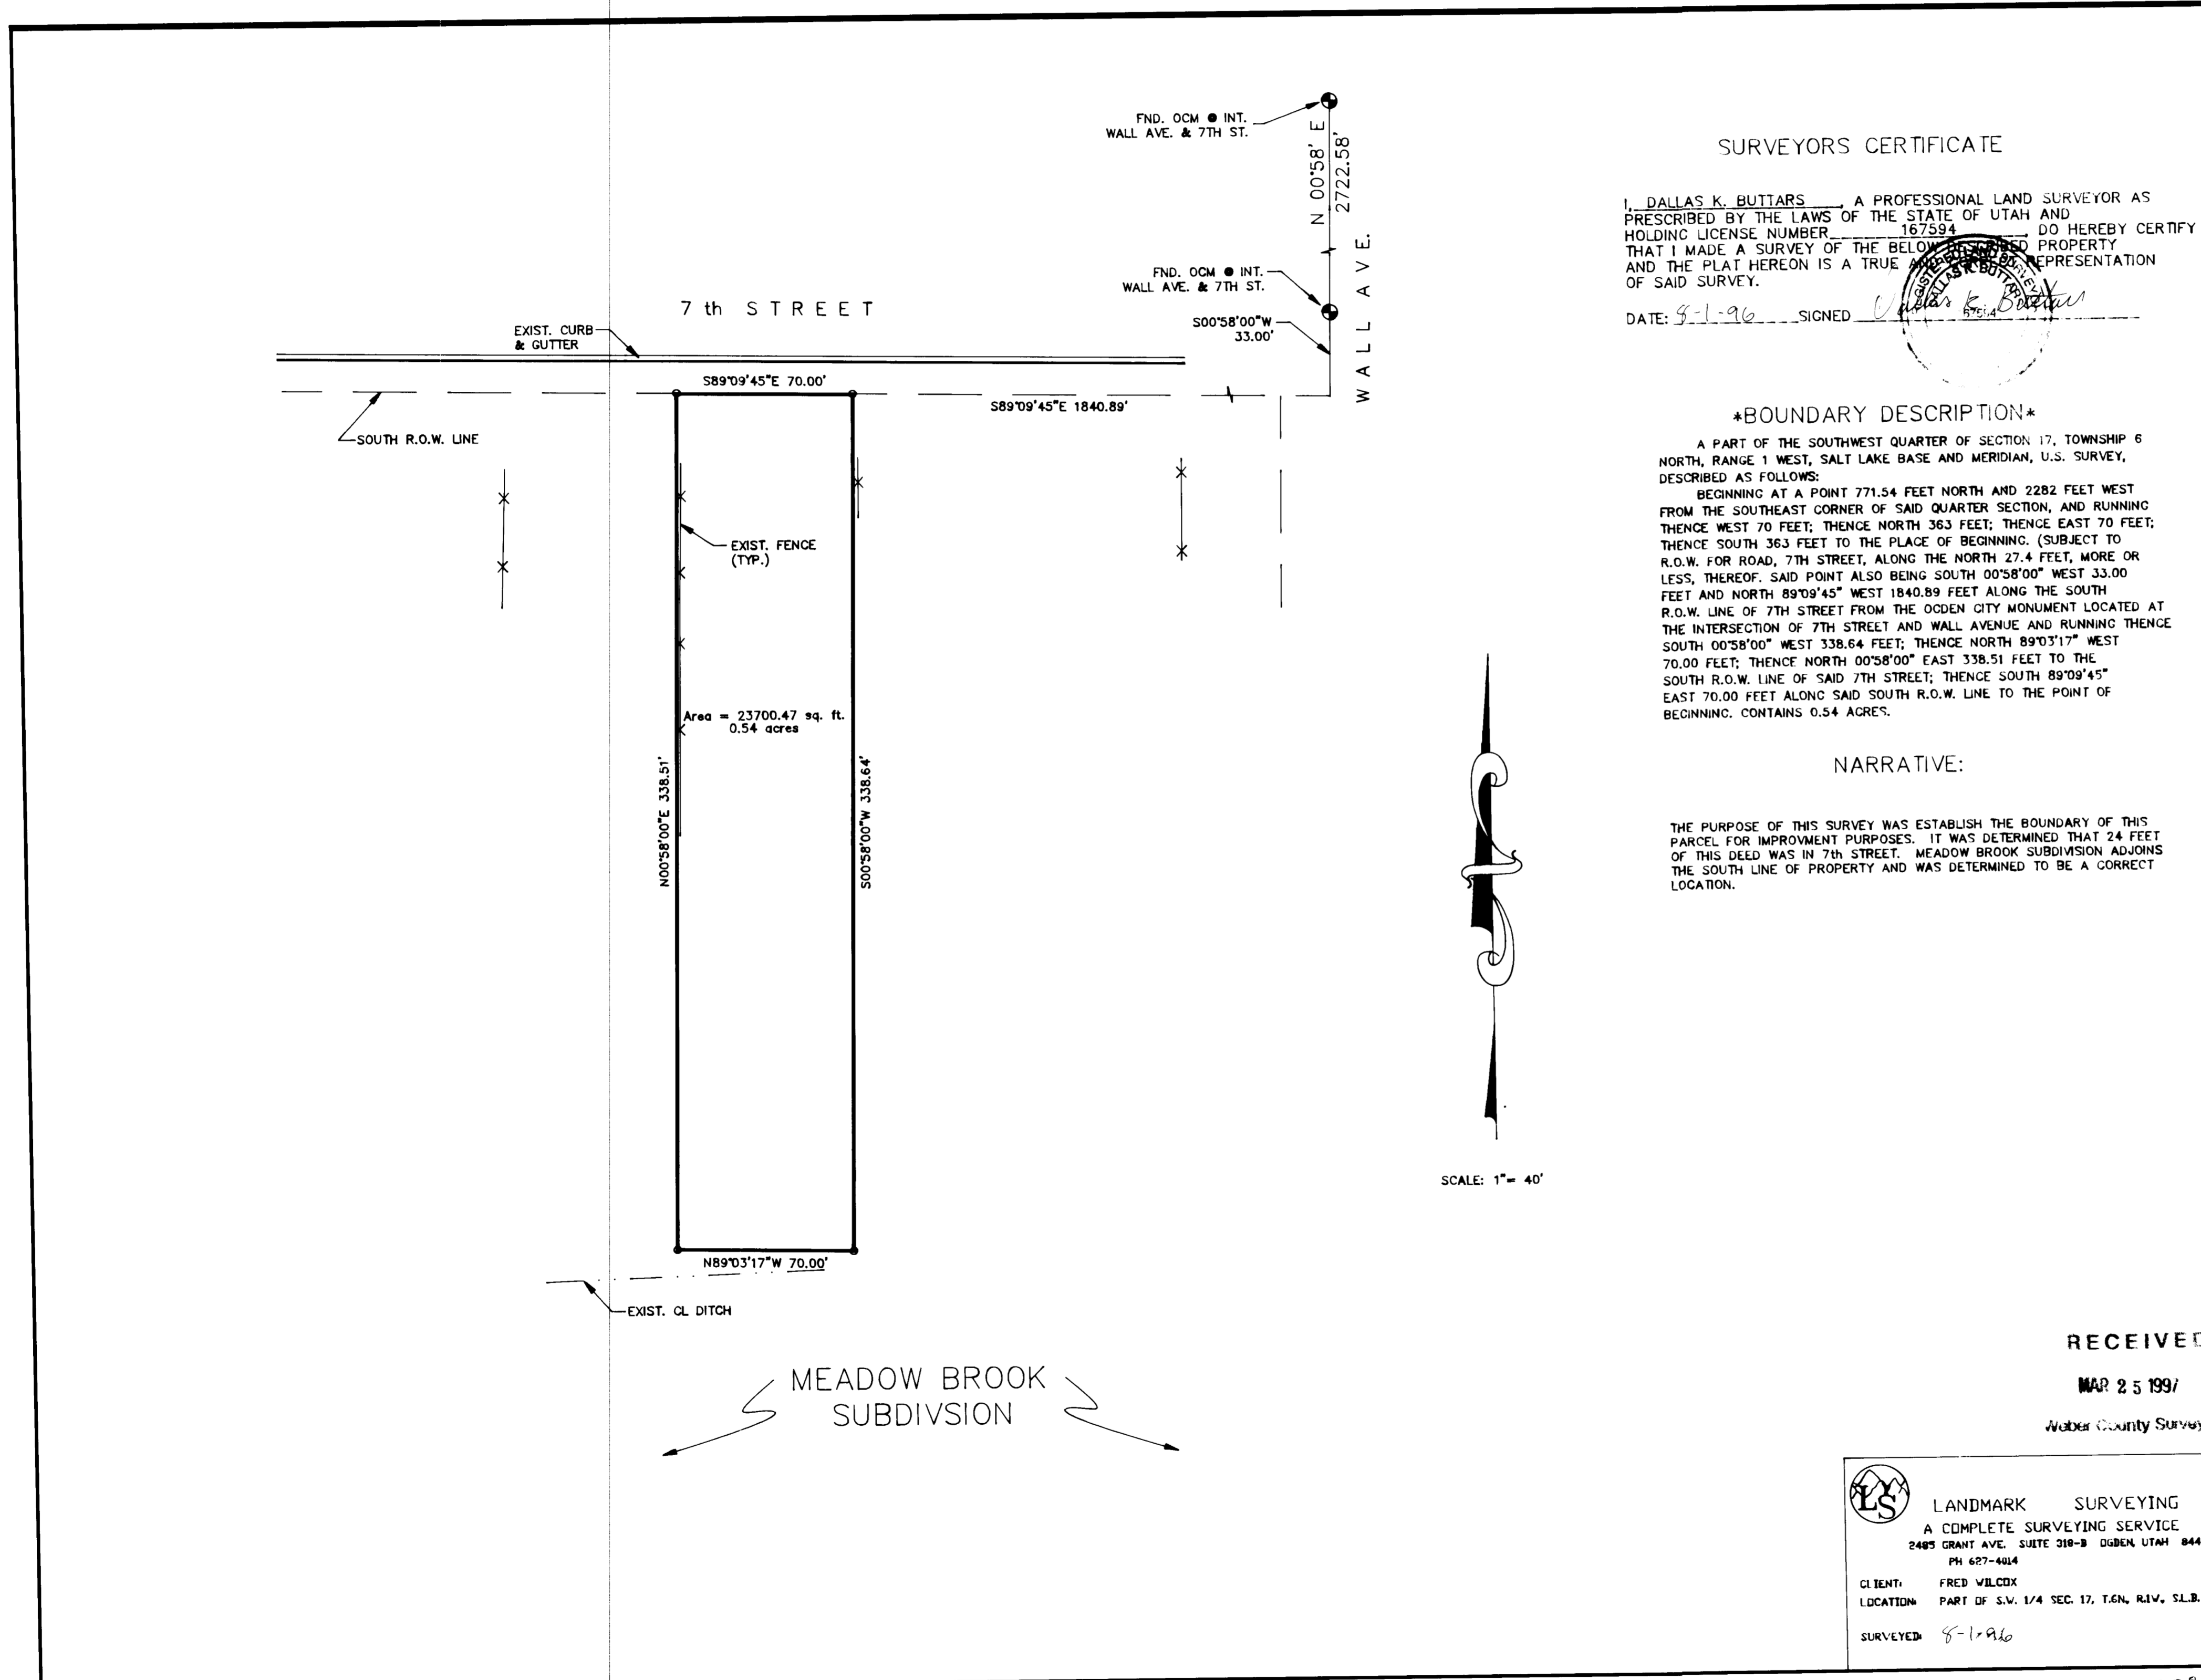 FND. OCM @ INT.
WALL AVE. & 7TH ST.
N 00°58' E
2722.58'
FND. OCM @ INT.
WALL AVE. & 7TH ST.
S00°58'00"W
33.00'
WALL AVE.
7 th STREET
EXIST. CURB
& GUTTER
S89°09'45"E 70.00'
S89°09'45"E 1840.89'
SOUTH R.O.W. LINE
EXIST. FENCE
(TYP.)
Area = 23700.47 sq. ft.
0.54 acres
N00°58'00"E 338.51'
S00°58'00"W 338.64'
N89°03'17"W 70.00'
EXIST. CL DITCH
MEADOW BROOK
SUBDIVSION
SCALE: 1"= 40'
SURVEYORS CERTIFICATE
I, DALLAS K. BUTTARS, A PROFESSIONAL LAND SURVEYOR AS
PRESCRIBED BY THE LAWS OF THE STATE OF UTAH AND
HOLDING LICENSE NUMBER 167594, DO HEREBY CERTIFY
THAT I MADE A SURVEY OF THE BELOW DESCRIBED PROPERTY
AND THE PLAT HEREON IS A TRUE REPRESENTATION
OF SAID SURVEY.
DATE: 8-1-96 SIGNED Dallas K. Buttars
DALLAS K. BUTTARS
*BOUNDARY DESCRIPTION*
A PART OF THE SOUTHWEST QUARTER OF SECTION 17, TOWNSHIP 6
NORTH, RANGE 1 WEST, SALT LAKE BASE AND MERIDIAN, U.S. SURVEY,
DESCRIBED AS FOLLOWS:
BEGINNING AT A POINT 771.54 FEET NORTH AND 2282 FEET WEST
FROM THE SOUTHEAST CORNER OF SAID QUARTER SECTION, AND RUNNING
THENCE WEST 70 FEET; THENCE NORTH 363 FEET; THENCE EAST 70 FEET;
THENCE SOUTH 363 FEET TO THE PLACE OF BEGINNING. (SUBJECT TO
R.O.W. FOR ROAD, 7TH STREET, ALONG THE NORTH 27.4 FEET, MORE OR
LESS, THEREOF. SAID POINT ALSO BEING SOUTH 00°58'00" WEST 33.00
FEET AND NORTH 89°09'45" WEST 1840.89 FEET ALONG THE SOUTH
R.O.W. LINE OF 7TH STREET FROM THE OGDEN CITY MONUMENT LOCATED AT
THE INTERSECTION OF 7TH STREET AND WALL AVENUE AND RUNNING THENCE
SOUTH 00°58'00" WEST 338.64 FEET; THENCE NORTH 89°03'17" WEST
70.00 FEET; THENCE NORTH 00°58'00" EAST 338.51 FEET TO THE
SOUTH R.O.W. LINE OF SAID 7TH STREET; THENCE SOUTH 89°09'45"
EAST 70.00 FEET ALONG SAID SOUTH R.O.W. LINE TO THE POINT OF
BEGINNING. CONTAINS 0.54 ACRES.
NARRATIVE:
THE PURPOSE OF THIS SURVEY WAS ESTABLISH THE BOUNDARY OF THIS
PARCEL FOR IMPROVMENT PURPOSES. IT WAS DETERMINED THAT 24 FEET
OF THIS DEED WAS IN 7th STREET. MEADOW BROOK SUBDIVISION ADJOINS
THE SOUTH LINE OF PROPERTY AND WAS DETERMINED TO BE A CORRECT
LOCATION.
RECEIVED
MAR 25 1997
Weber County Survey
LS
LANDMARK SURVEYING
A COMPLETE SURVEYING SERVICE
2485 GRANT AVE. SUITE 318-B OGDEN, UTAH 844
PH 627-4014
CLIENT: FRED WILCOX
LOCATION: PART OF S.W. 1/4 SEC. 17, T.6N., R.1W., S.L.B.
SURVEYED: 8-1-96